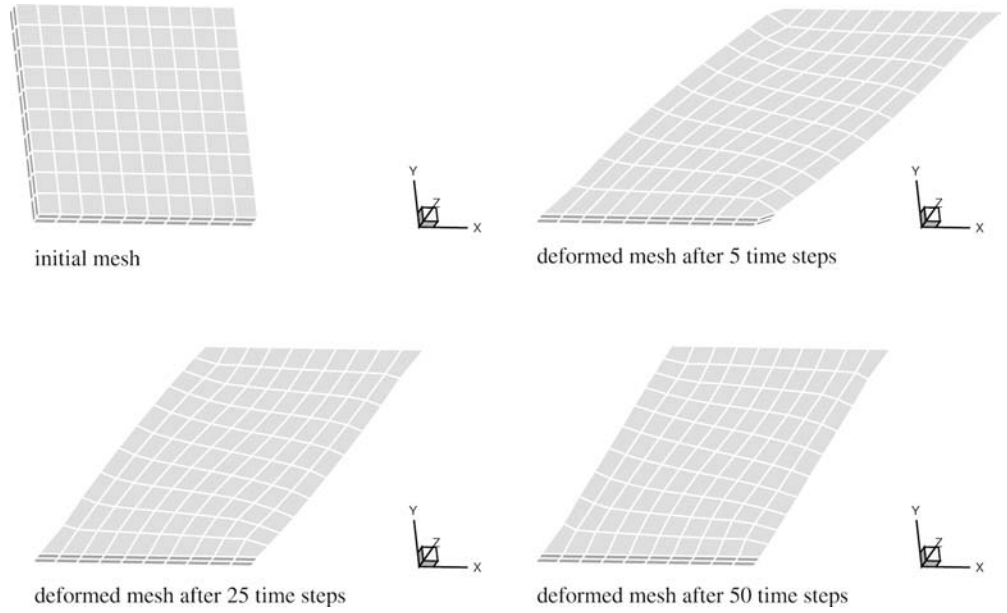 Y
Z
X
initial mesh
Y
Z
X
deformed mesh after 5 time steps
Y
Z
X
deformed mesh after 25 time steps
Y
Z
X
deformed mesh after 50 time steps